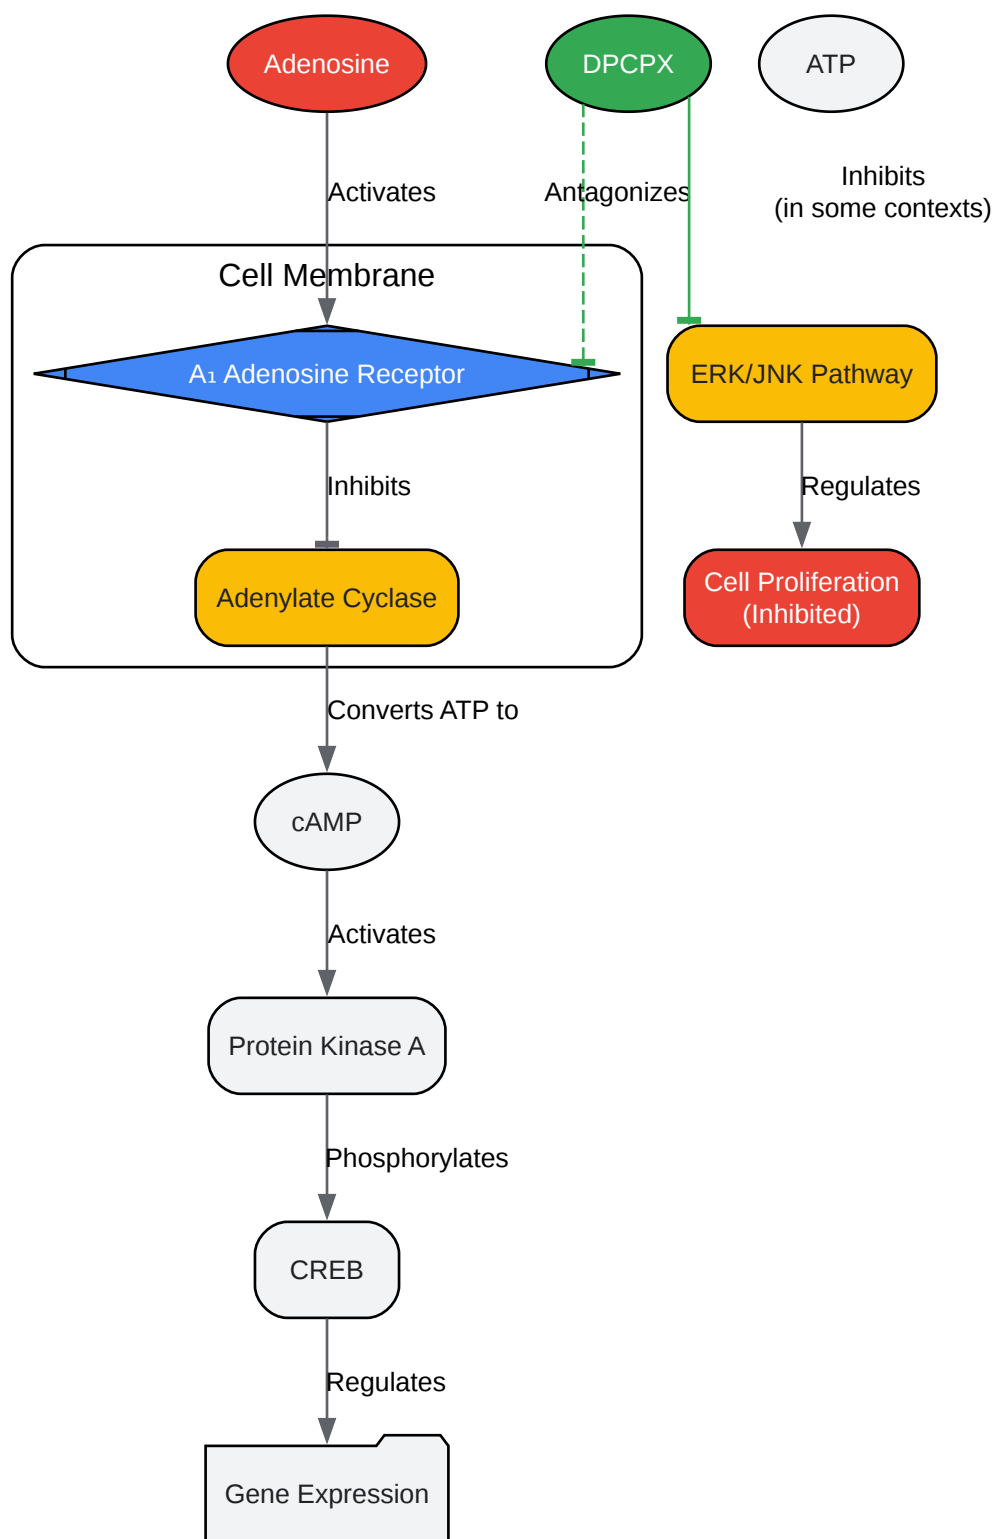 Adenosine
DPCPX
ATP
Activates
Antagonizes
Inhibits
(in some contexts)
Cell Membrane
A₁ Adenosine Receptor
ERK/JNK Pathway
Inhibits
Regulates
Adenylate Cyclase
Cell Proliferation
(Inhibited)
Converts ATP to
cAMP
Activates
Protein Kinase A
Phosphorylates
CREB
Regulates
Gene Expression